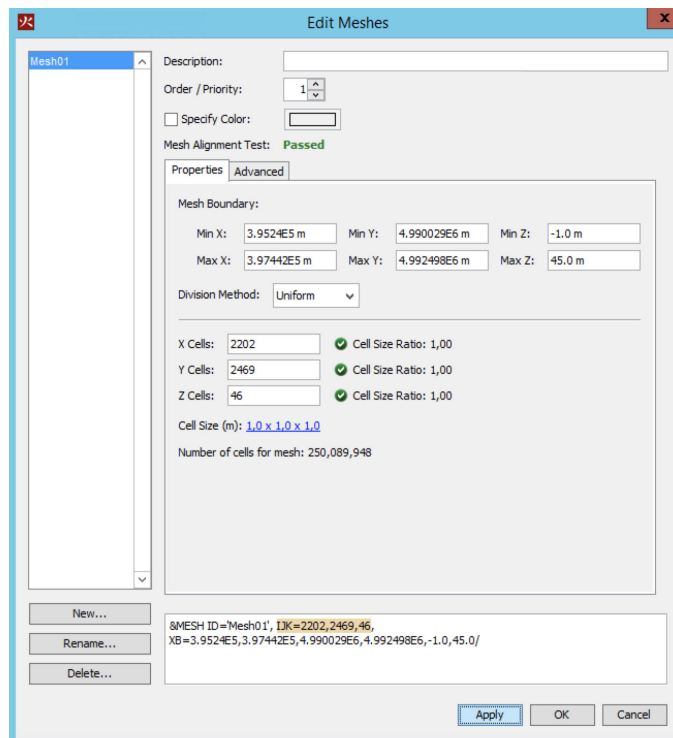 火
Edit Meshes
x
Mesh01
Description:
Order / Priority: 1
Specify Color:
Mesh Alignment Test: Passed
Properties Advanced
Mesh Boundary:
Min X: 3.9524E5 m Min Y: 4.990029E6 m Min Z: -1.0 m
Max X: 3.97442E5 m Max Y: 4.992498E6 m Max Z: 45.0 m
Division Method: Uniform
X Cells: 2202 Cell Size Ratio: 1,00
Y Cells: 2469 Cell Size Ratio: 1,00
Z Cells: 46 Cell Size Ratio: 1,00
Cell Size (m): 1,0 x 1,0 x 1,0
Number of cells for mesh: 250,089,948
New...
Rename...
Delete...
&MESH ID='Mesh01', IJK=2202,2469,46,
XB=3.9524E5,3.97442E5,4.990029E6,4.992498E6,-1.0,45.0/
Apply OK Cancel